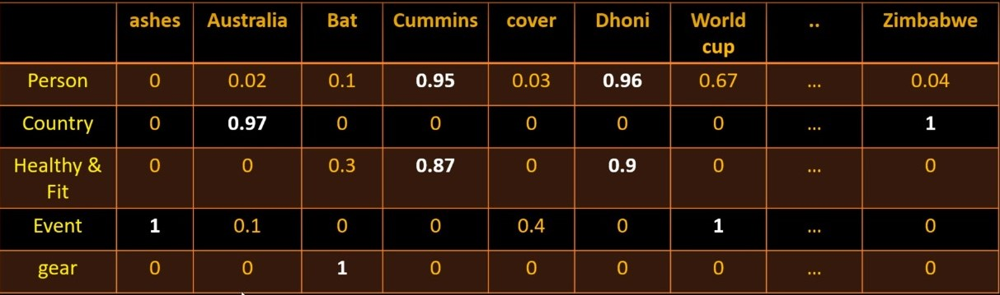 ashes Australia Bat Cummins cover Dhoni World cup .. Zimbabwe
Person 0 0.02 0.1 0.95 0.03 0.96 0.67 ... 0.04
Country 0 0.97 0 0 0 0 0 ... 1
Healthy & Fit 0 0 0.3 0.87 0 0.9 0 ... 0
Event 1 0.1 0 0 0.4 0 1 ... 0
gear 0 0 1 0 0 0 0 ... 0